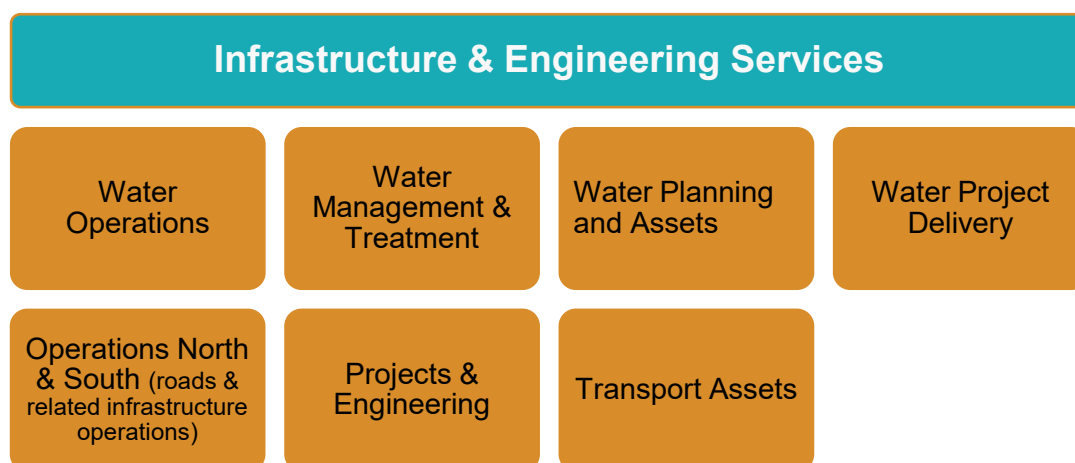 Infrastructure & Engineering Services
Water
Operations
Water
Management &
Treatment
Water Planning
and Assets
Water Project
Delivery
Operations North
& South (roads &
related infrastructure
operations)
Projects &
Engineering
Transport Assets